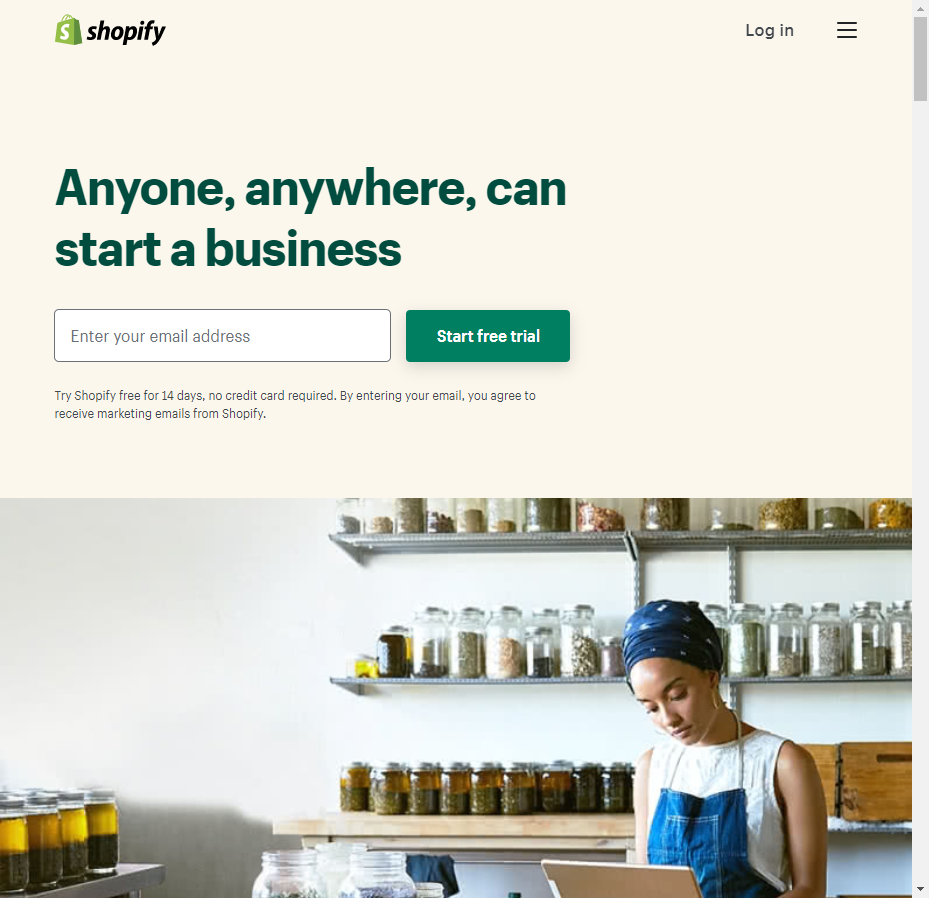 shopify
Log in
Anyone, anywhere, can
start a business
Enter your email address
Start free trial
Try Shopify free for 14 days, no credit card required. By entering your email, you agree to
receive marketing emails from Shopify.